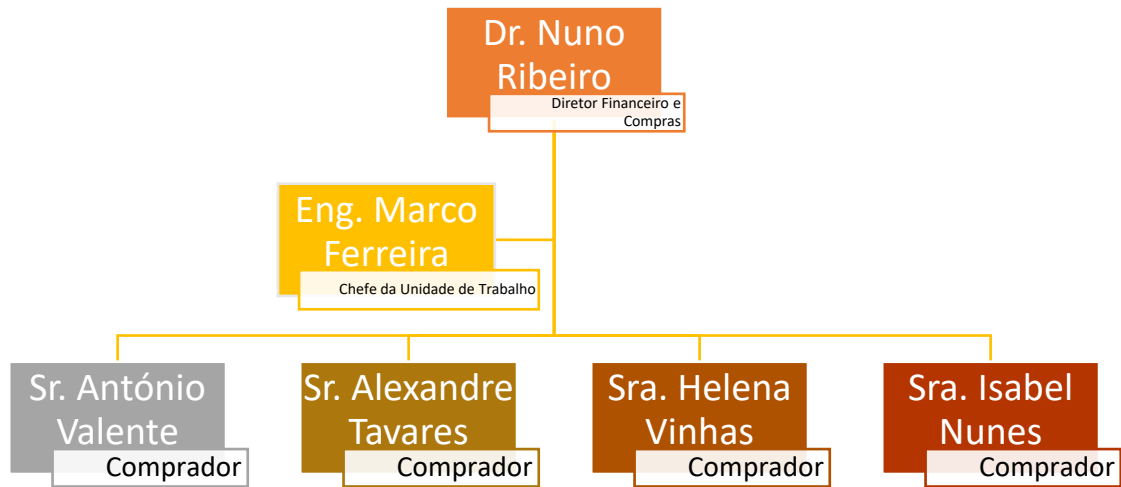 Dr. Nuno
Ribeiro
Diretor Financeiro e
Compras
Eng. Marco
Ferreira
Chefe da Unidade de Trabalho
Sr. António
Valente
Comprador
Sr. Alexandre
Tavares
Comprador
Sra. Helena
Vinhas
Comprador
Sra. Isabel
Nunes
Comprador